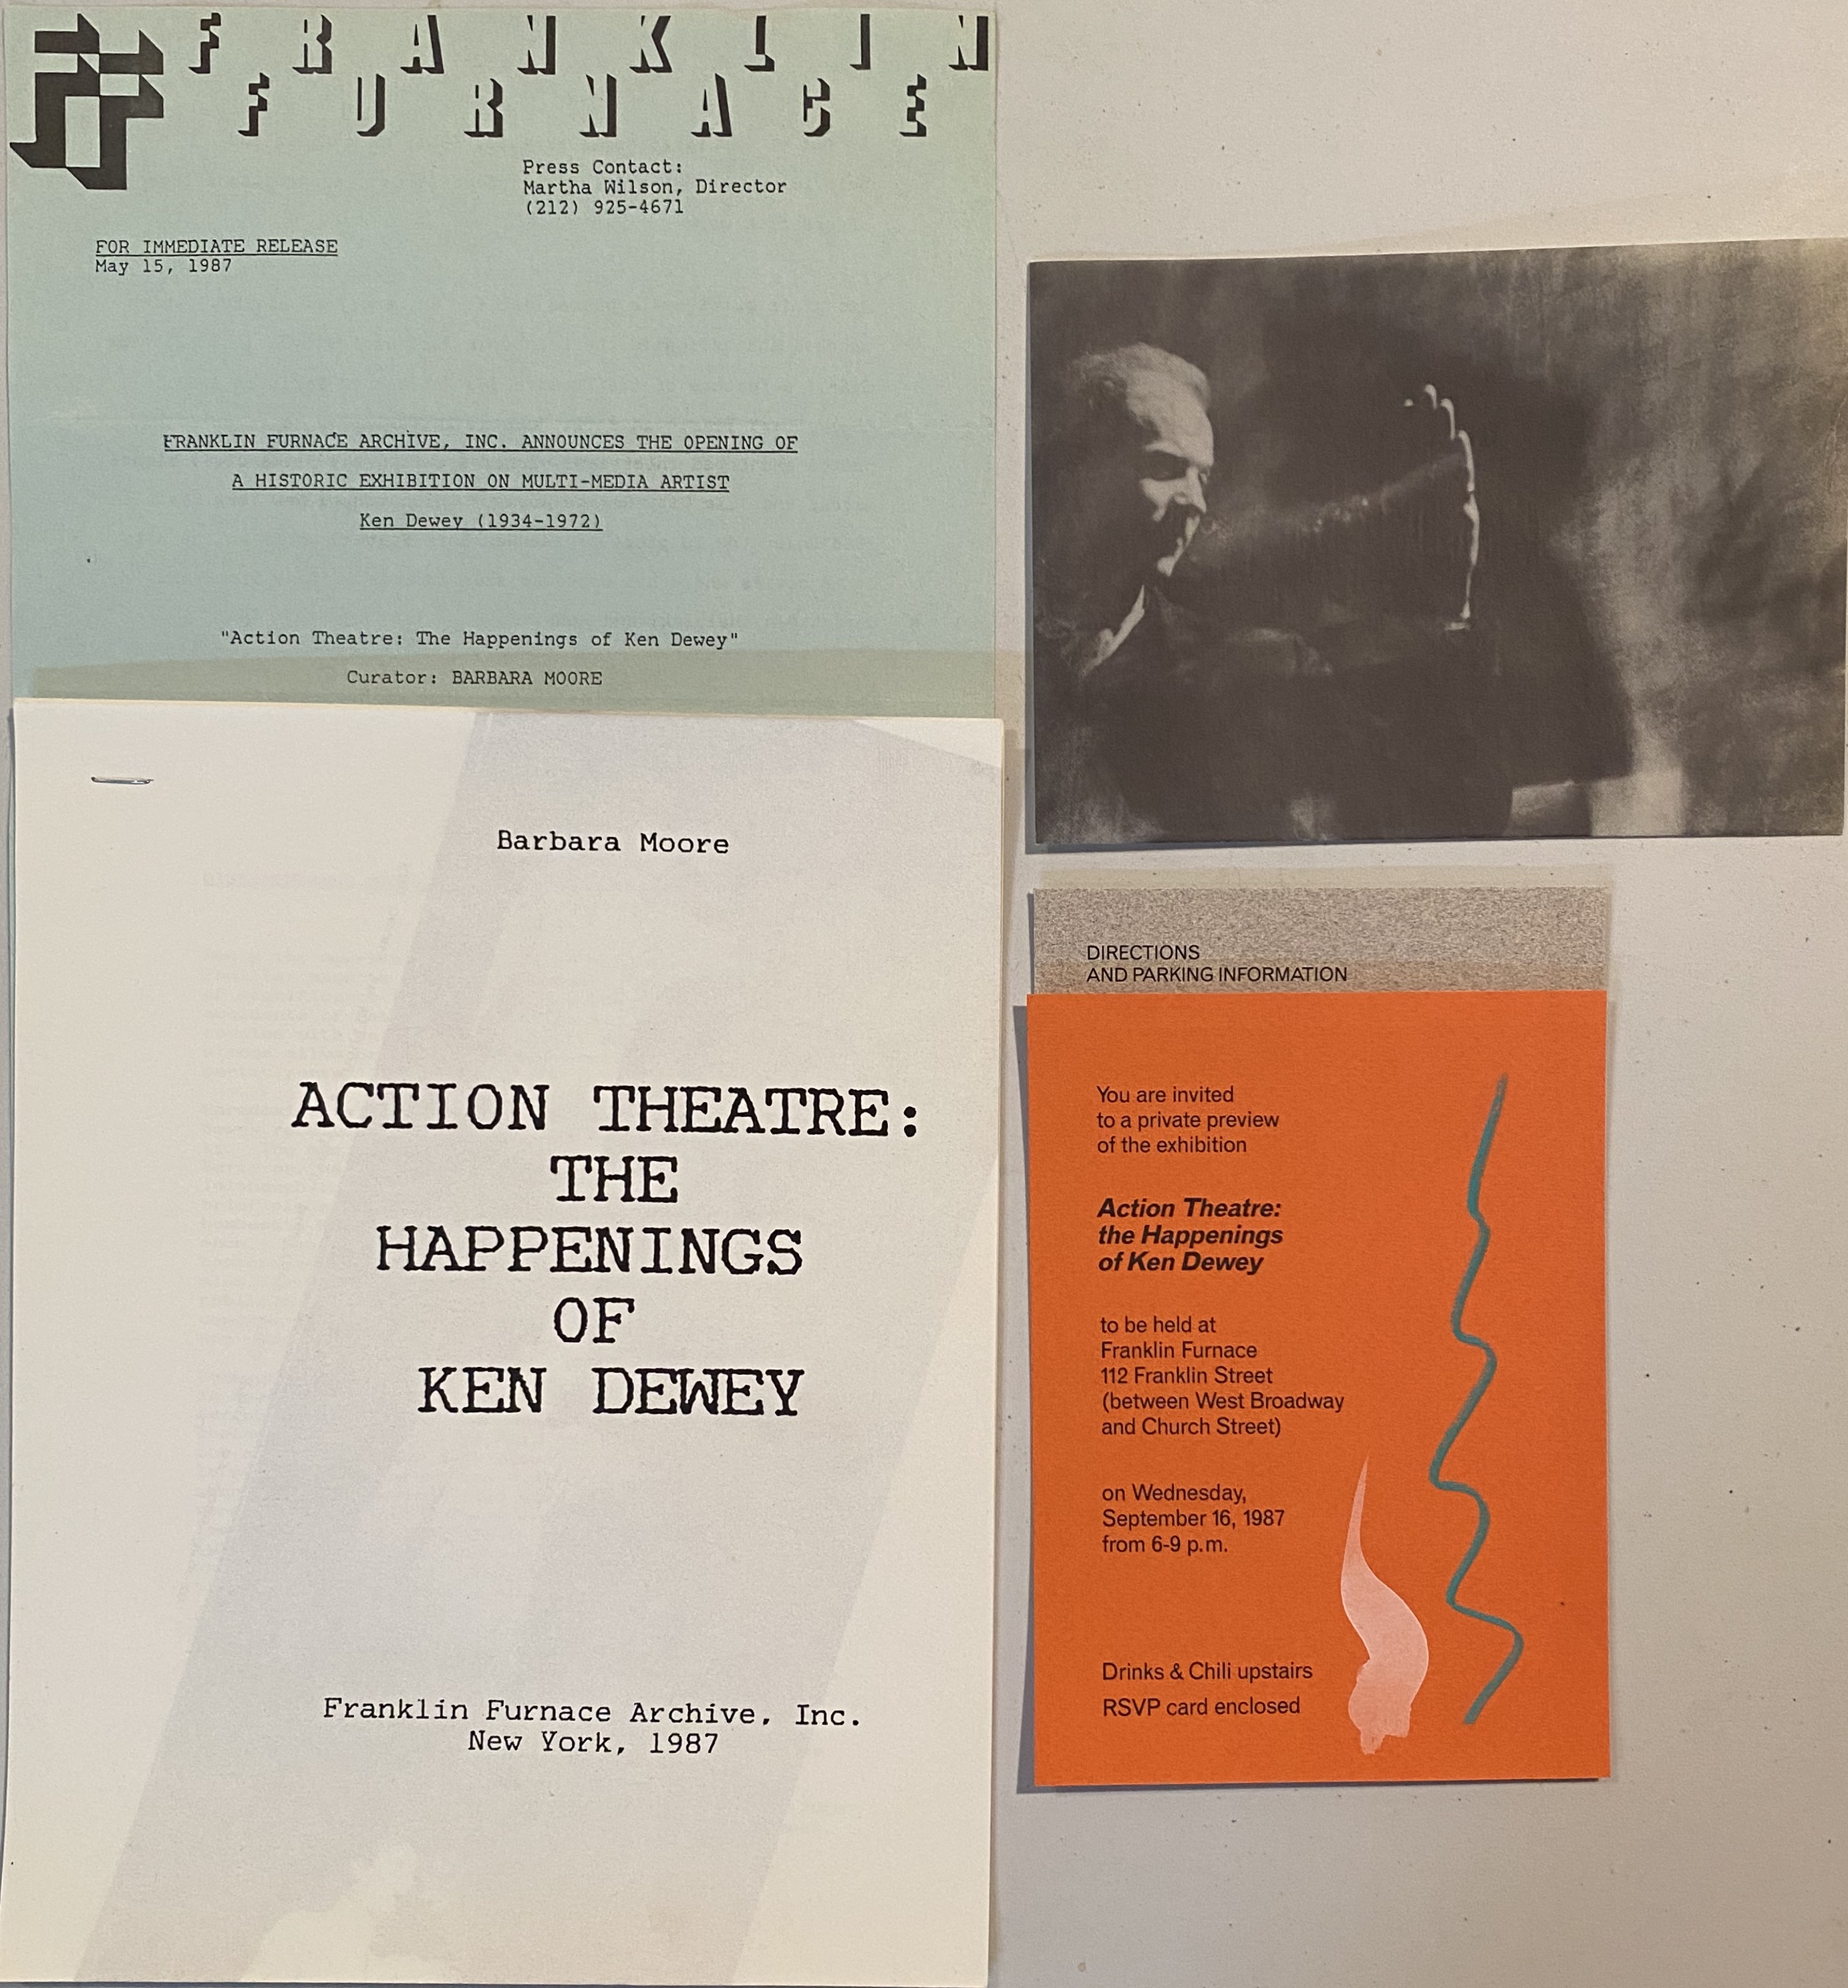 FRANKLIN
FURNACE
Press Contact:
Martha Wilson, Director
(212) 925-4671
FOR IMMEDIATE RELEASE
May 15, 1987
FRANKLIN FURNACE ARCHIVE, INC. ANNOUNCES THE OPENING OF
A HISTORIC EXHIBITION ON MULTI-MEDIA ARTIST
Ken Dewey (1934-1972)
"Action Theatre: The Happenings of Ken Dewey"
Curator: BARBARA MOORE
Barbara Moore
ACTION THEATRE:
THE
HAPPENINGS
OF
KEN DEWEY
Franklin Furnace Archive, Inc.
New York, 1987
DIRECTIONS
AND PARKING INFORMATION
You are invited
to a private preview
of the exhibition
Action Theatre:
the Happenings
of Ken Dewey
to be held at
Franklin Furnace
112 Franklin Street
(between West Broadway
and Church Street)
on Wednesday,
September 16, 1987
from 6-9 p.m.
Drinks & Chili upstairs
RSVP card enclosed